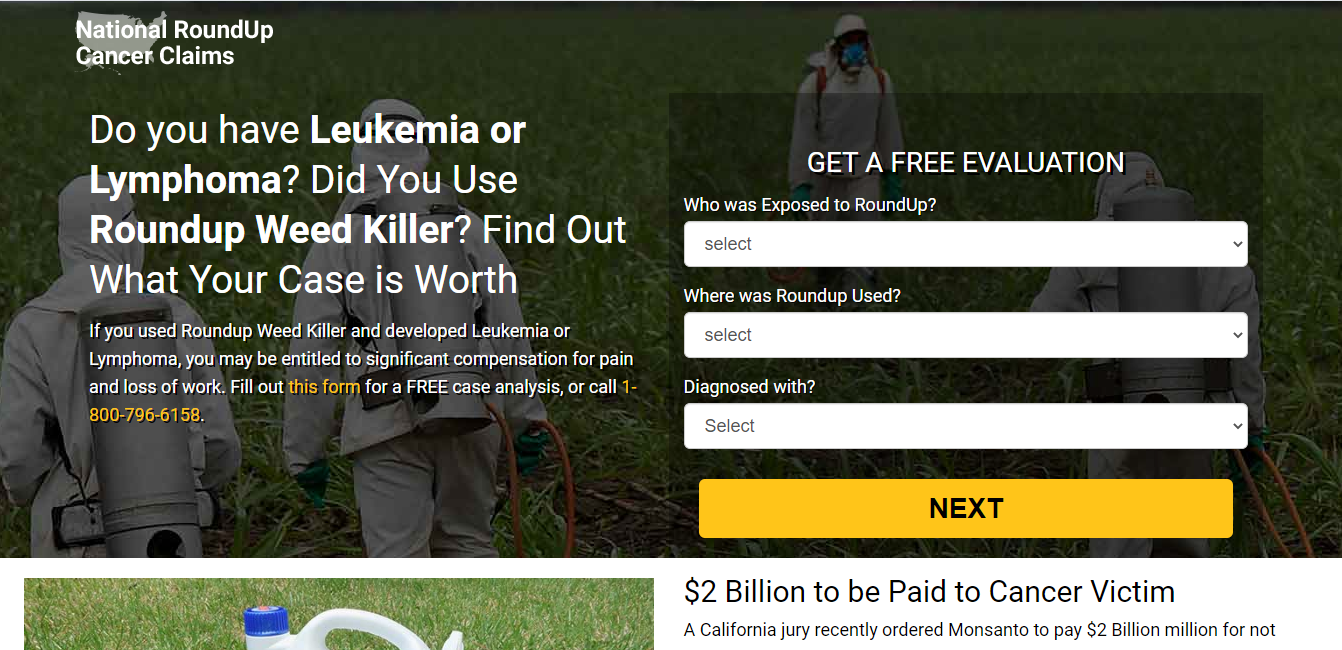 National RoundUp
Cancer Claims
Do you have Leukemia or
Lymphoma? Did You Use
Roundup Weed Killer? Find Out
What Your Case is Worth
If you used Roundup Weed Killer and developed Leukemia or
Lymphoma, you may be entitled to significant compensation for pain
and loss of work. Fill out this form for a FREE case analysis, or call 1-
800-796-6158.
GET A FREE EVALUATION
Who was Exposed to RoundUp?
select
Where was Roundup Used?
select
Diagnosed with?
Select
NEXT
$2 Billion to be Paid to Cancer Victim
A California jury recently ordered Monsanto to pay $2 Billion million for not